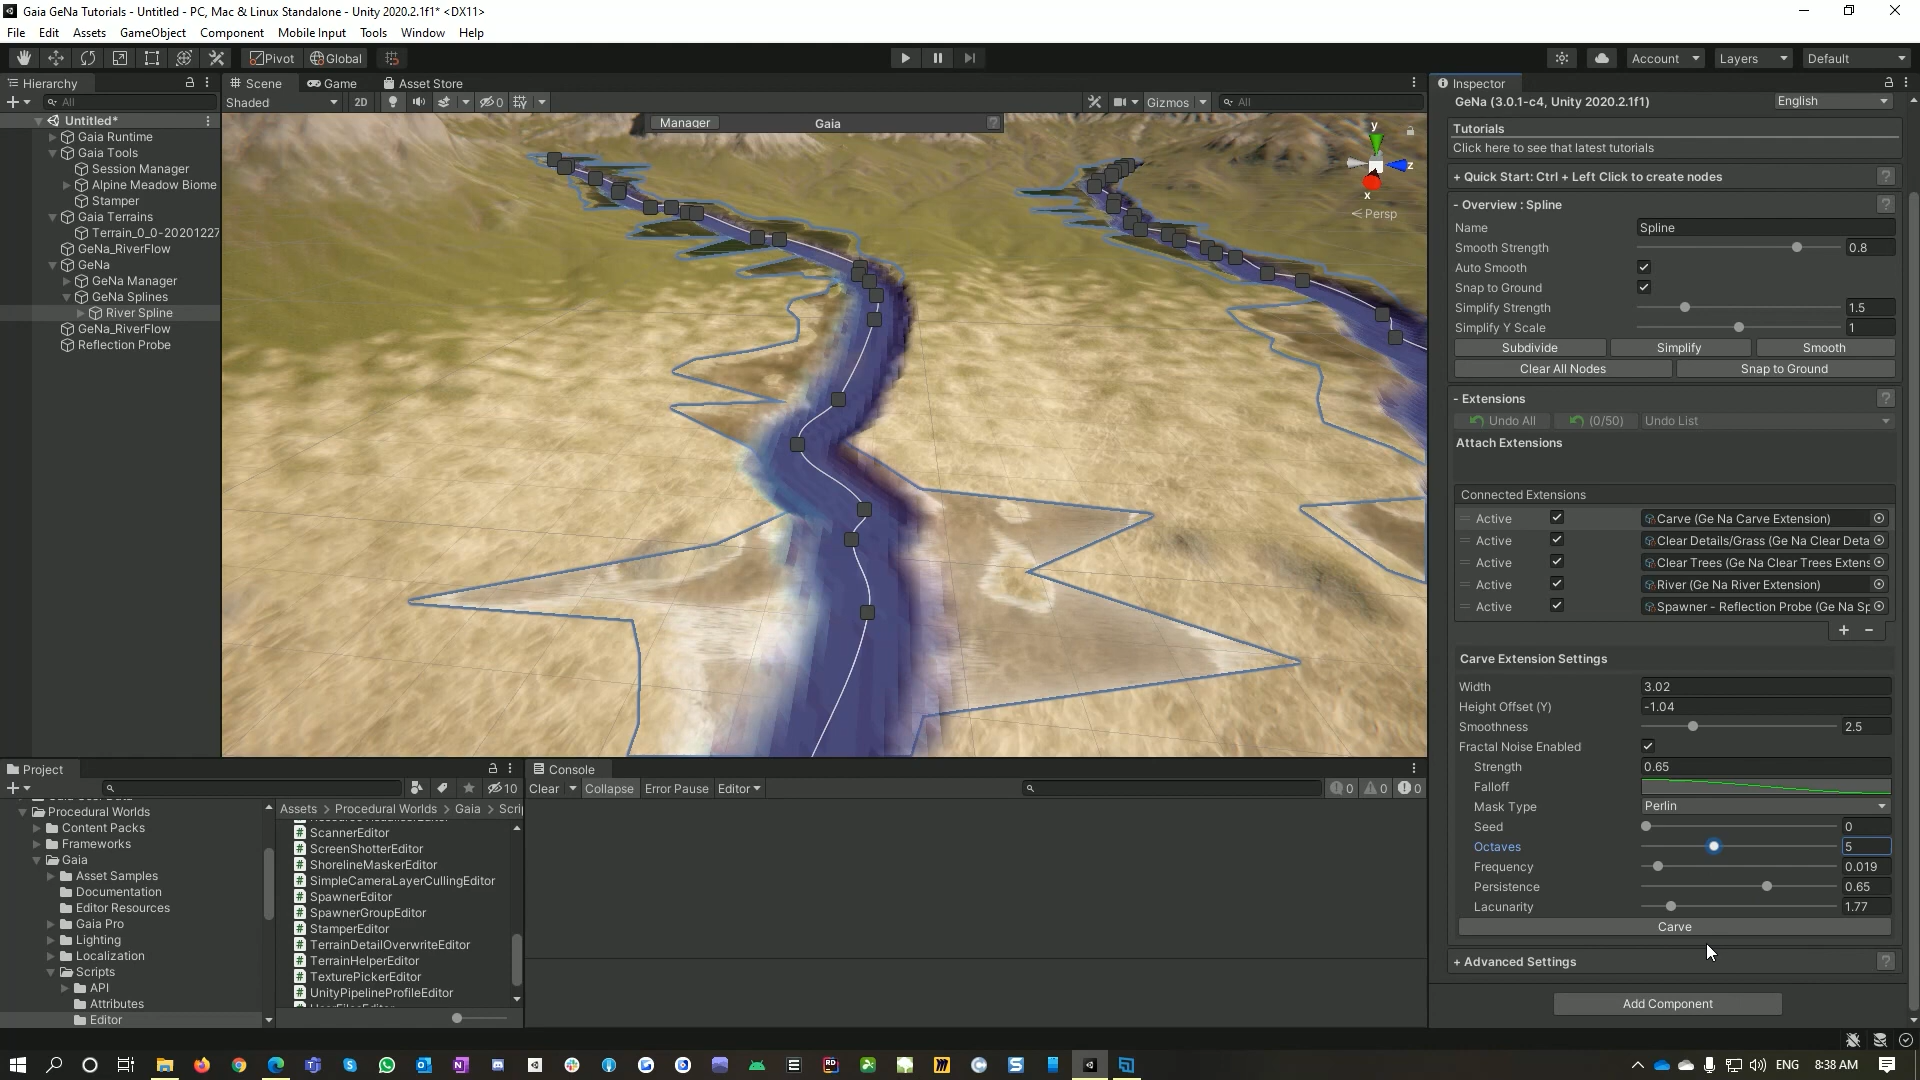 Gaia GeNa Tutorials - Untitled - PC, Mac & Linux Standalone - Unity 2020.2.1f1* <DX11>
File Edit Assets GameObject Component Mobile Input Tools Window Help
Pivot Global
Account Layers Default
Hierarchy
Scene Game Asset Store
Inspector
All
Shaded 2D 0 Gizmos All
GeNa (3.0.1-c4, Unity 2020.2.1f1) English
Untitled*
Gaia Runtime
Gaia Tools
Session Manager
Alpine Meadow Biome
Stamper
Gaia Terrains
Terrain_0_0-20201227
GeNa_RiverFlow
GeNa
GeNa Manager
GeNa Splines
River Spline
GeNa_RiverFlow
Reflection Probe
Manager Gaia
y
z
x
Persp
Tutorials
Click here to see that latest tutorials
+ Quick Start: Ctrl + Left Click to create nodes ?
- Overview : Spline ?
Name Spline
Smooth Strength 0.8
Auto Smooth
Snap to Ground
Simplify Strength 1.5
Simplify Y Scale 1
Subdivide Simplify Smooth
Clear All Nodes Snap to Ground
- Extensions ?
Undo All (0/50) Undo List
Attach Extensions
Connected Extensions
Active Carve (Ge Na Carve Extension)
Active Clear Details/Grass (Ge Na Clear Deta
Active Clear Trees (Ge Na Clear Trees Extens
Active River (Ge Na River Extension)
Active Spawner - Reflection Probe (Ge Na Sp
+ -
Carve Extension Settings
Width 3.02
Height Offset (Y) -1.04
Smoothness 2.5
Fractal Noise Enabled
Strength 0.65
Falloff
Mask Type Perlin
Seed 0
Octaves 5
Frequency 0.019
Persistence 0.65
Lacunarity 1.77
Carve
+ Advanced Settings ?
Add Component
Project
10
Procedural Worlds
Content Packs
Frameworks
Gaia
Asset Samples
Documentation
Editor Resources
Gaia Pro
Lighting
Localization
Scripts
API
Attributes
Editor
Assets > Procedural Worlds > Gaia > Scri
ScannerEditor
ScreenShotterEditor
ShorelineMaskerEditor
SimpleCameraLayerCullingEditor
SpawnerEditor
SpawnerGroupEditor
StamperEditor
TerrainDetailOverwriteEditor
TerrainHelperEditor
TexturePickerEditor
UnityPipelineProfileEditor
Console
Clear Collapse Error Pause Editor 0 0 0
ENG 8:38 AM